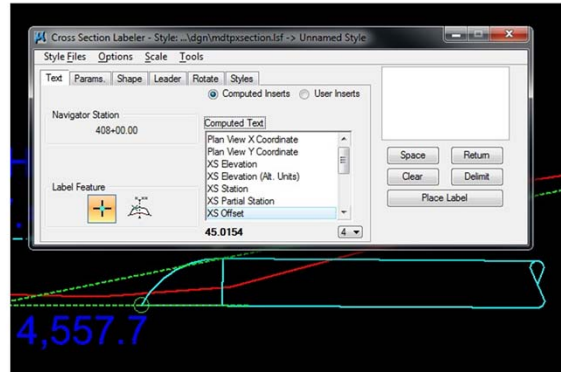 Cross Section Labeler - Style: ...\dgn\mdtpxsection.lsf -> Unnamed Style
Style Files Options Scale Tools
Text Params. Shape Leader Rotate Styles
Computed Inserts User Inserts
Navigator Station
408+00.00
Computed Text
Plan View X Coordinate
Plan View Y Coordinate
XS Elevation
XS Elevation (Alt. Units)
XS Station
XS Partial Station
XS Offset
Label Feature
45.0154
4
Space Return
Clear Delimit
Place Label
4,557.7